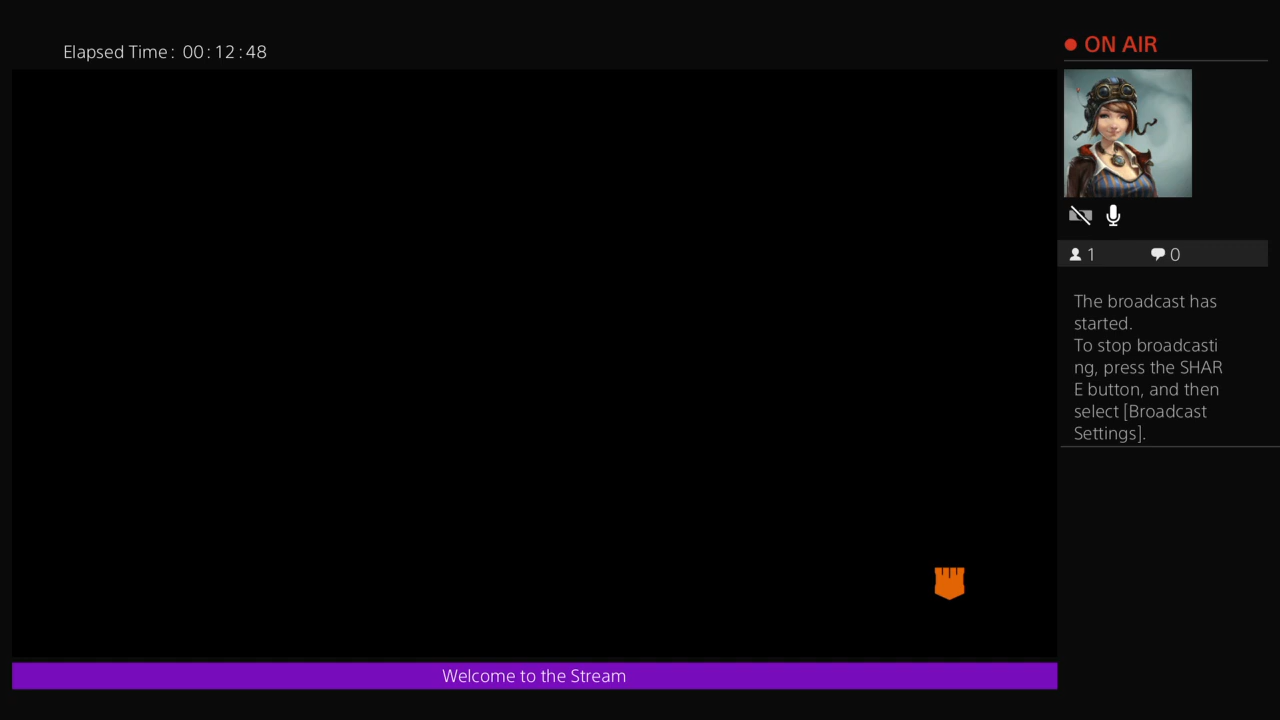 Elapsed Time: 00:12:48
ON AIR
1
0
The broadcast has
started.
To stop broadcasti
ng, press the SHAR
E button, and then
select [Broadcast
Settings].
Welcome to the Stream